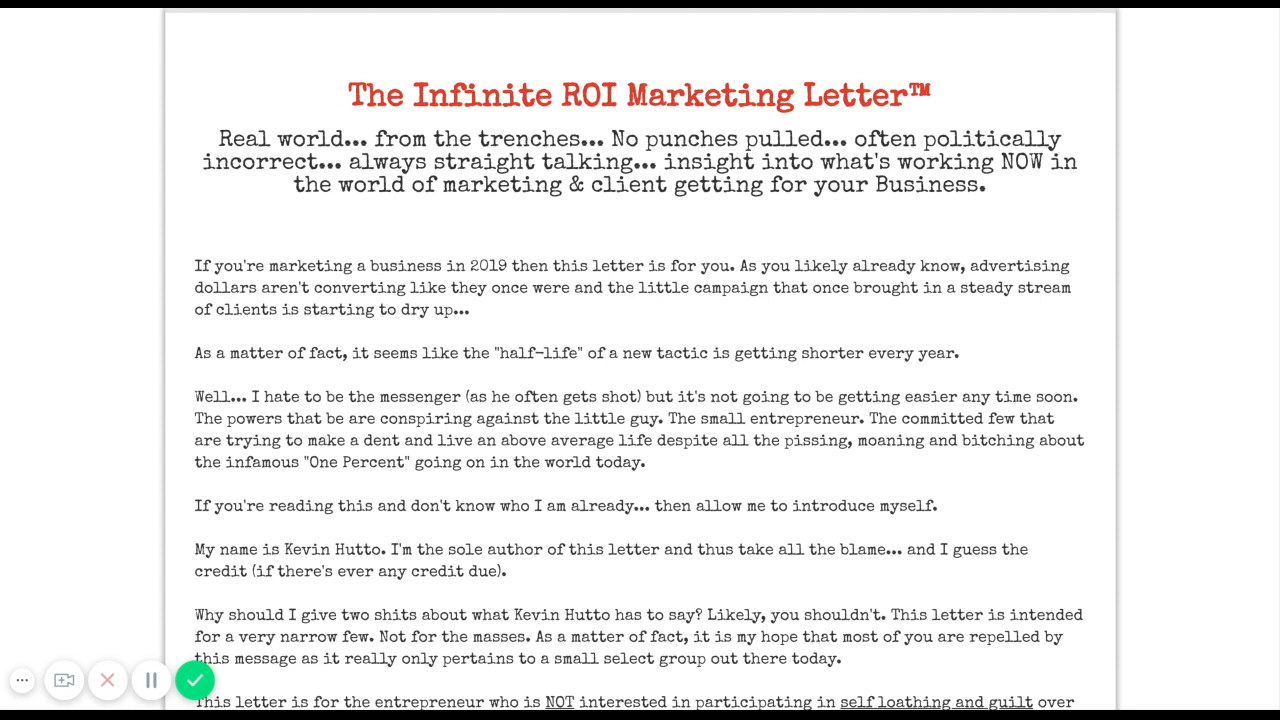 The Infinite ROI Marketing Letter™
Real world... from the trenches... No punches pulled... often politically
incorrect... always straight talking... insight into what's working NOW in
the world of marketing & client getting for your Business.
If you're marketing a business in 2019 then this letter is for you. As you likely already know, advertising
dollars aren't converting like they once were and the little campaign that once brought in a steady stream
of clients is starting to dry up...
As a matter of fact, it seems like the "half-life" of a new tactic is getting shorter every year.
Well... I hate to be the messenger (as he often gets shot) but it's not going to be getting easier any time soon.
The powers that be are conspiring against the little guy. The small entrepreneur. The committed few that
are trying to make a dent and live an above average life despite all the pissing, moaning and bitching about
the infamous "One Percent" going on in the world today.
If you're reading this and don't know who I am already... then allow me to introduce myself.
My name is Kevin Hutto. I'm the sole author of this letter and thus take all the blame... and I guess the
credit (if there's ever any credit due).
Why should I give two shits about what Kevin Hutto has to say? Likely, you shouldn't. This letter is intended
for a very narrow few. Not for the masses. As a matter of fact, it is my hope that most of you are repelled by
this message as it really only pertains to a small select group out there today.
This letter is for the entrepreneur who is NOT interested in participating in self loathing and guilt over